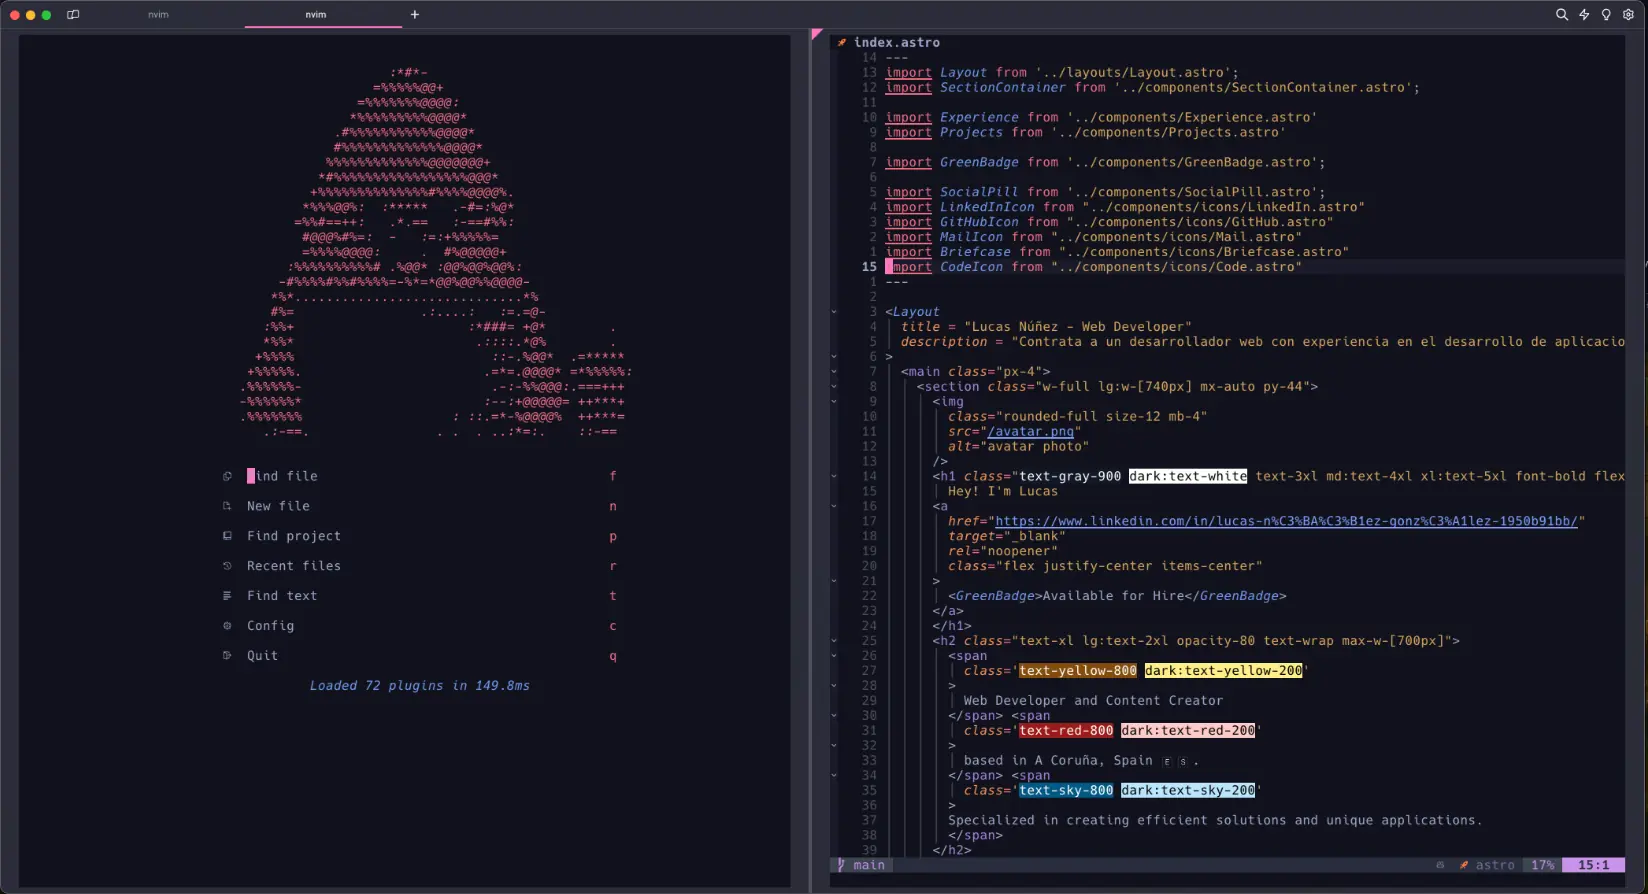 nvim
nvim
+
:*#*-
=%%%%%@@+
=%%%%%%%@@@@:
*%%%%%%%%%@@@@*
.#%%%%%%%%%%%@@@@*
#%%%%%%%%%%%%%@@@@*
%%%%%%%%%%%%%@@@@@@@+
*#%%%%%%%%%%%%%%%%%@@@*
+%%%%%%%%%%%%%%#%%%%@@@@%.
*%%%@@%:  :*****   .-#=:%@*
=%%#==++:   .*.==   :-==#%%:
#@@@%#%=:  -   :=:+%%%%%=
=%%%%@@@@:     .  #%@@@@@+
:%%%%%%%%%%# .%@@* :@@%@@%@@%:
-#%%%%#%%#%%%%=-%*=*@@%@@%%@@@@-
*%*.............................*%
#%=                .:....:   :=.=@-
:%%+                      :*###= +@*        .
*%%*                       .::::.*@%        .
+%%%%                         ::-.%@@*  .=*****
+%%%%%.                       .=*=.@@@@* =*%%%%%:
.%%%%%%-                        .-:-%%@@@:.===+++
-%%%%%%*                       :--:+@@@@@= ++***+
.%%%%%%%                   : ::.=*-%@@@@%  ++***=
.:-==.                . .  . ..:*=:.    ::-==
Find file f
New file n
Find project p
Recent files r
Find text t
Config c
Quit q
Loaded 72 plugins in 149.8ms
index.astro
14 ---
13 import Layout from '../layouts/Layout.astro';
12 import SectionContainer from '../components/SectionContainer.astro';
11
10 import Experience from '../components/Experience.astro'
9 import Projects from '../components/Projects.astro'
8
7 import GreenBadge from '../components/GreenBadge.astro';
6
5 import SocialPill from '../components/SocialPill.astro';
4 import LinkedInIcon from "../components/icons/LinkedIn.astro"
3 import GitHubIcon from "../components/icons/GitHub.astro"
2 import MailIcon from "../components/icons/Mail.astro"
1 import Briefcase from "../components/icons/Briefcase.astro"
15 import CodeIcon from "../components/icons/Code.astro"
1 ---
2
3 <Layout
4 title = "Lucas Núñez - Web Developer"
5 description = "Contrata a un desarrollador web con experiencia en el desarrollo de aplicacio
6 >
7 <main class="px-4">
8 <section class="w-full lg:w-[740px] mx-auto py-44">
9 <img
10 class="rounded-full size-12 mb-4"
11 src="/avatar.png"
12 alt="avatar photo"
13 />
14 <h1 class="text-gray-900 dark:text-white text-3xl md:text-4xl xl:text-5xl font-bold flex
15 Hey! I'm Lucas
16 <a
17 href="https://www.linkedin.com/in/lucas-n%C3%BA%C3%B1ez-gonz%C3%A1lez-1950b91bb/"
18 target="_blank"
19 rel="noopener"
20 class="flex justify-center items-center"
21 >
22 <GreenBadge>Available for Hire</GreenBadge>
23 </a>
24 </h1>
25 <h2 class="text-xl lg:text-2xl opacity-80 text-wrap max-w-[700px]">
26 <span
27 class='text-yellow-800 dark:text-yellow-200'
28 >
29 Web Developer and Content Creator
30 </span> <span
31 class='text-red-800 dark:text-red-200'
32 >
33 based in A Coruña, Spain 🇪 🇸 .
34 </span> <span
35 class='text-sky-800 dark:text-sky-200'
36 >
37 Specialized in creating efficient solutions and unique applications.
38 </span>
39 </h2>
main astro 17% 15:1